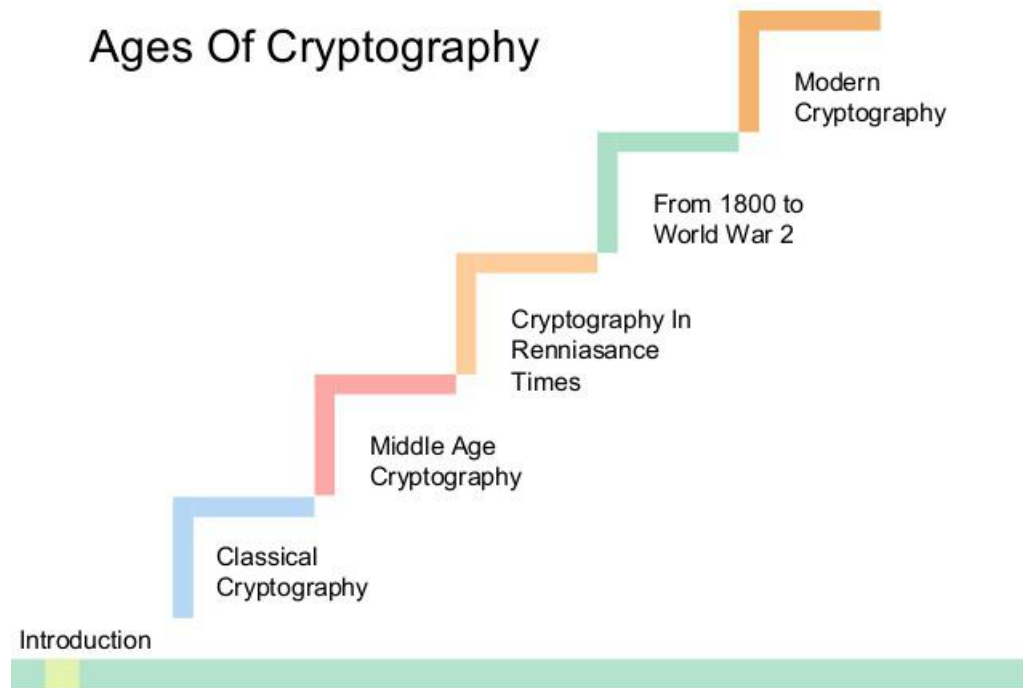 Ages Of Cryptography
Modern
Cryptography
From 1800 to
World War 2
Cryptography In
Renniasance
Times
Middle Age
Cryptography
Classical
Cryptography
Introduction